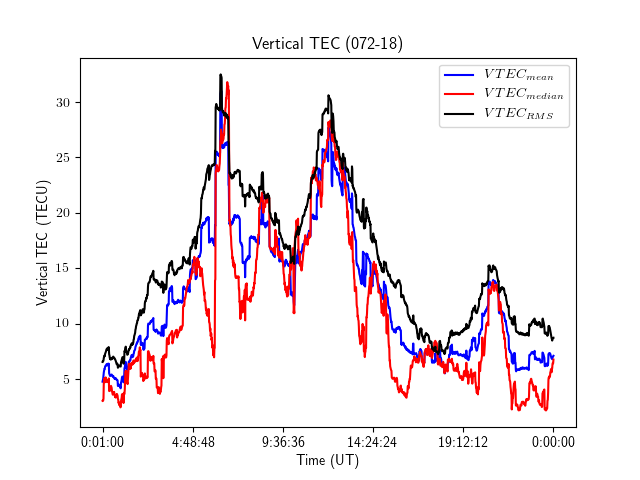 Vertical TEC (072-18)
VTEC_mean
VTEC_median
VTEC_RMS
Vertical TEC (TECU)
30
25
20
15
10
5
0:01:00 4:48:48 9:36:36 14:24:24 19:12:12 0:00:00
Time (UT)